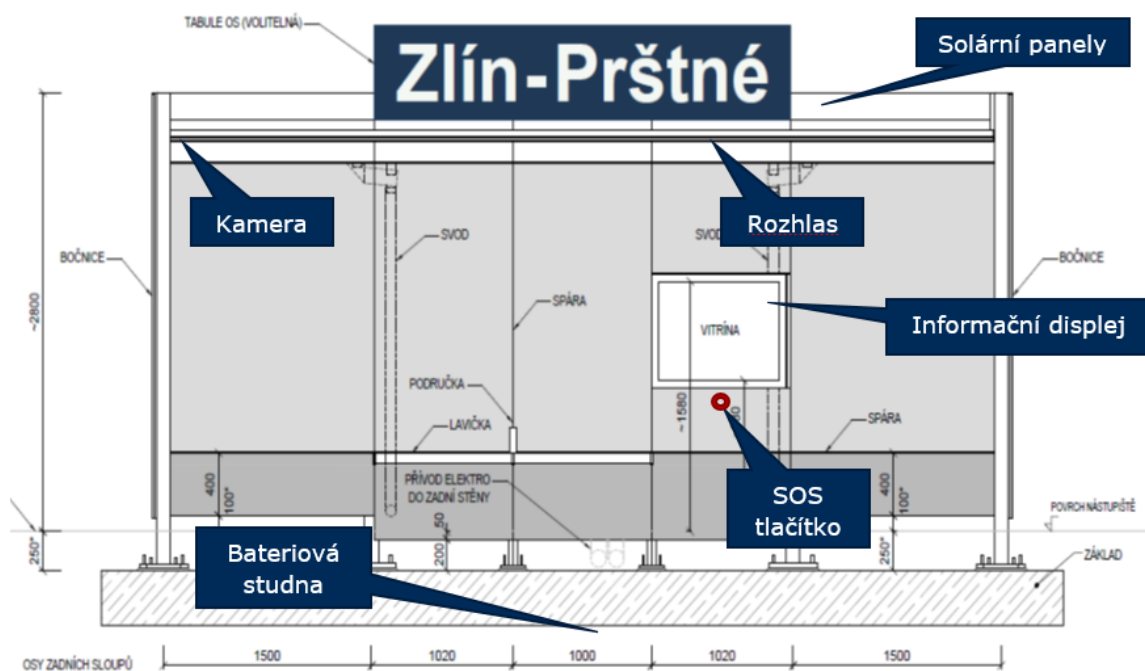 TABULE OS (VOLITELNÁ)
Zlín-Prštné
Solární panely
Kamera
Rozhlas
SVOD
SVOD
BOČNICE
BOČNICE
~2800
SPÁRA
VITRÍNA
Informační displej
PODRUČKA
~1580
LAVIČKA
SPÁRA
PŘÍVOD ELEKTRO
DO ZADNÍ STĚNY
SOS
tlačítko
400
100*
400
100*
50
200
250*
250*
POVRCH NÁSTUPIŠTĚ
Bateriová
studna
ZÁKLAD
OSY ZADNÍCH SLOUPŮ
1500
1020
1000
1020
1500